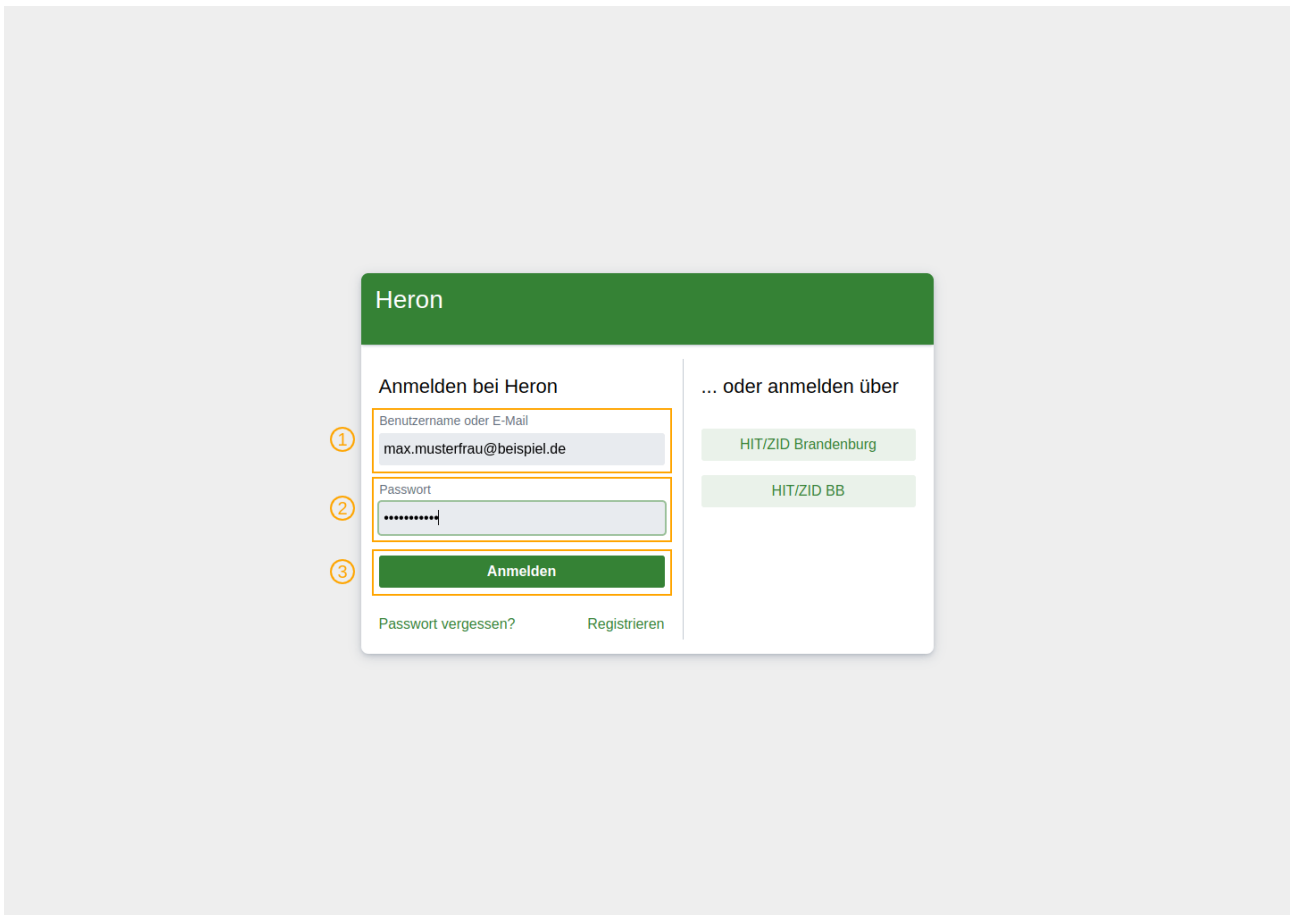 Heron
Anmelden bei Heron
1
Benutzername oder E-Mail
max.musterfrau@beispiel.de
2
Passwort
•••••••••••
3
Anmelden
Passwort vergessen?
Registrieren
... oder anmelden über
HIT/ZID Brandenburg
HIT/ZID BB